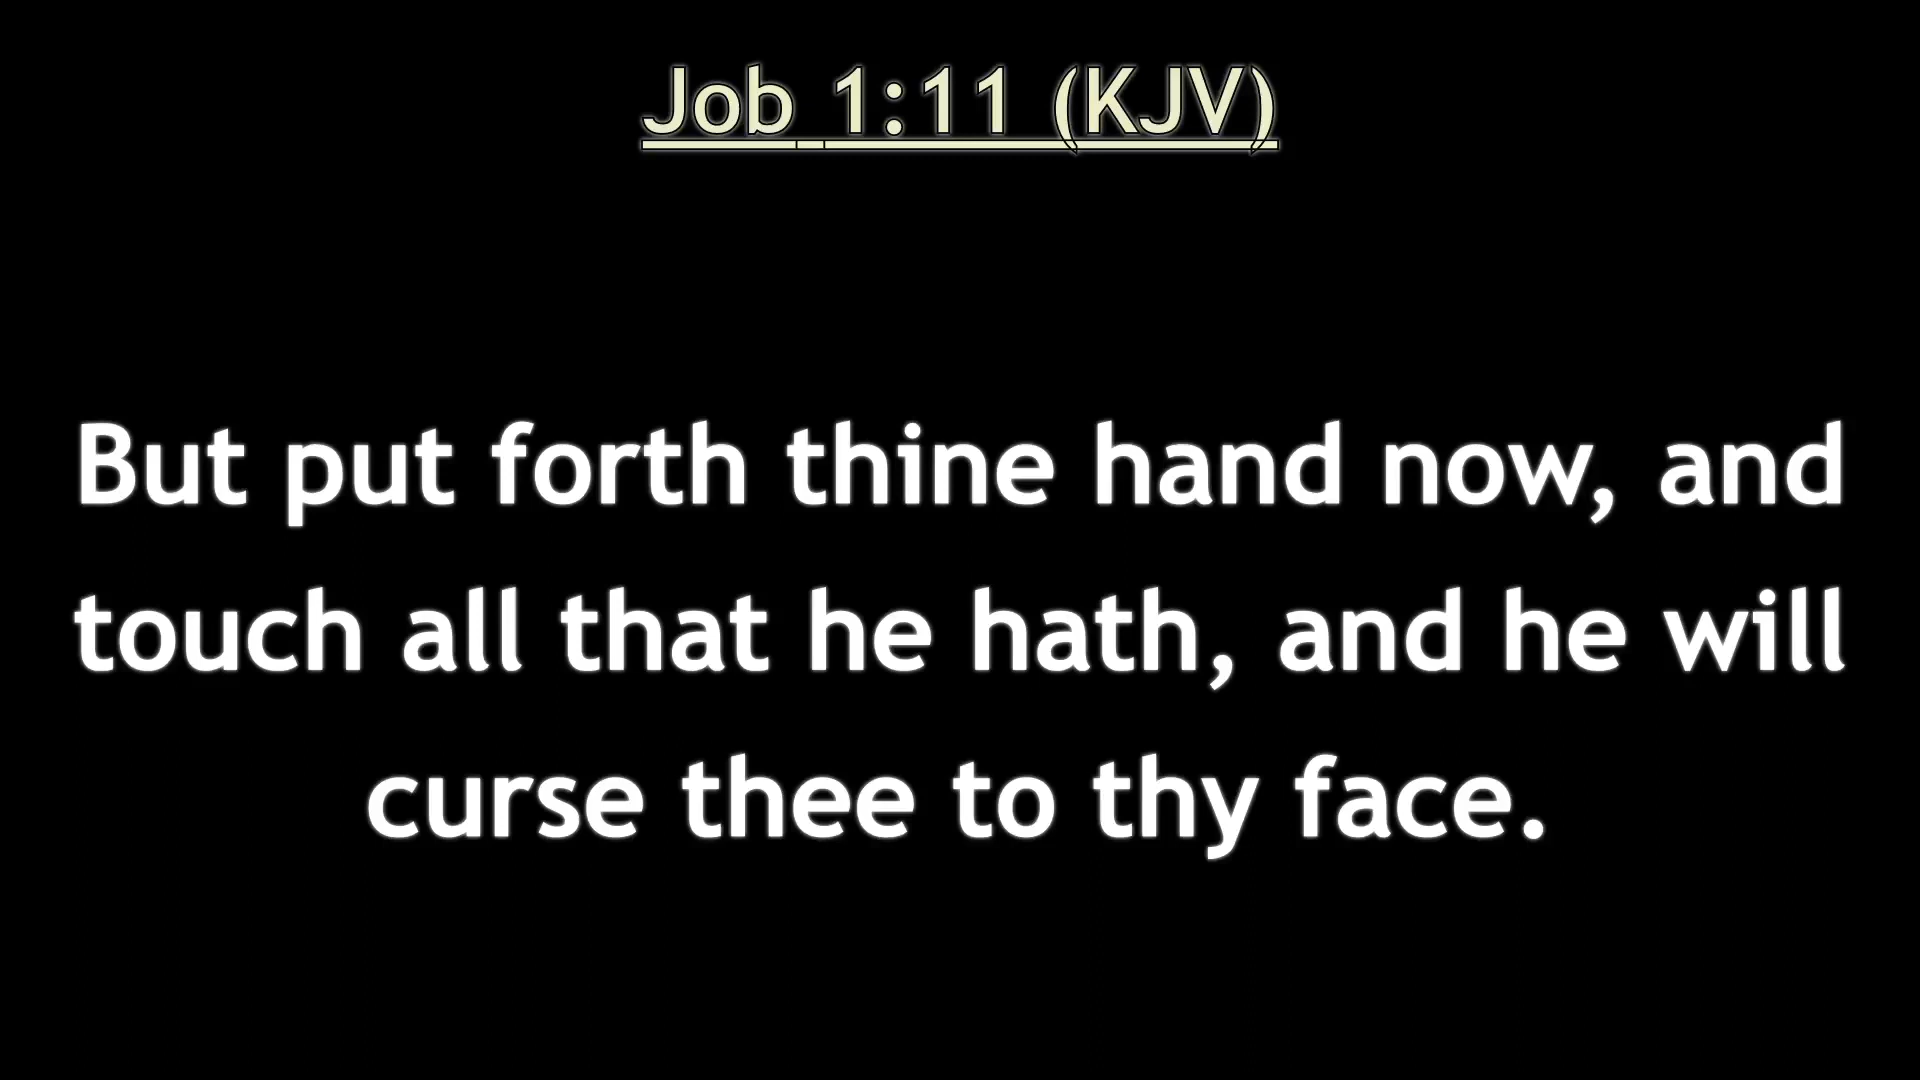 Job 1:11 (KJV)
But put forth thine hand now, and
touch all that he hath, and he will
curse thee to thy face.